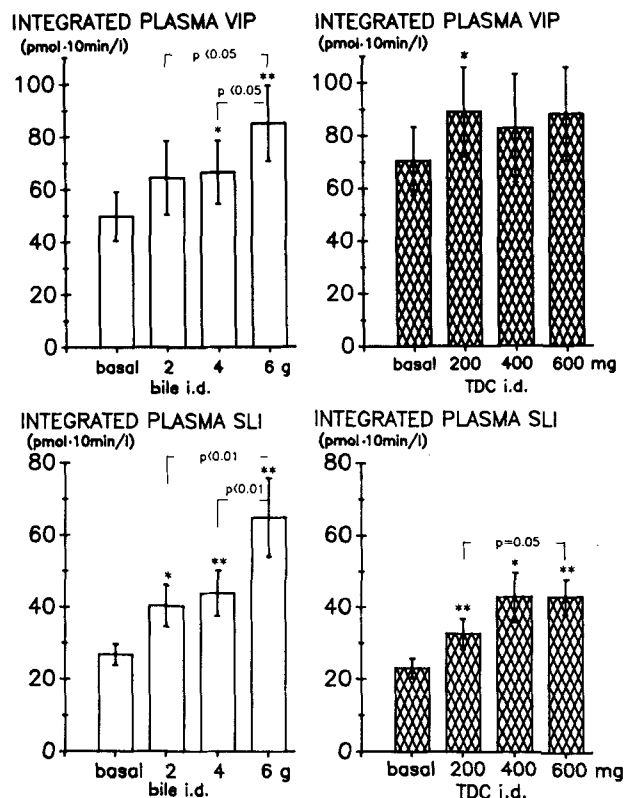 INTEGRATED PLASMA VIP
(pmol·10min/l)
100
80
60
40
20
0
p<0.05
**
p<0.05
*
basal 2 4 6 g
bile i.d.
INTEGRATED PLASMA VIP
(pmol·10min/l)
100
80
60
40
20
0
*
basal 200 400 600 mg
TDC i.d.
INTEGRATED PLASMA SLI
(pmol·10min/l)
80
60
40
20
0
p<0.01
**
p<0.01
* **
basal 2 4 6 g
bile i.d.
INTEGRATED PLASMA SLI
(pmol·10min/l)
80
60
40
20
0
p=0.05
** * **
basal 200 400 600 mg
TDC i.d.